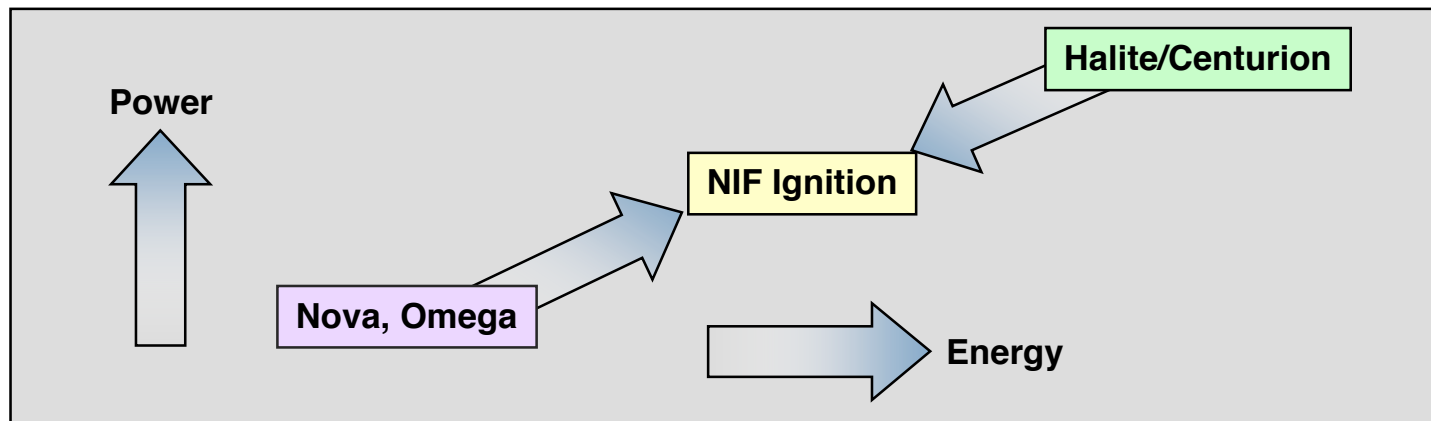 Halite/Centurion
Power
NIF Ignition
Nova, Omega
Energy